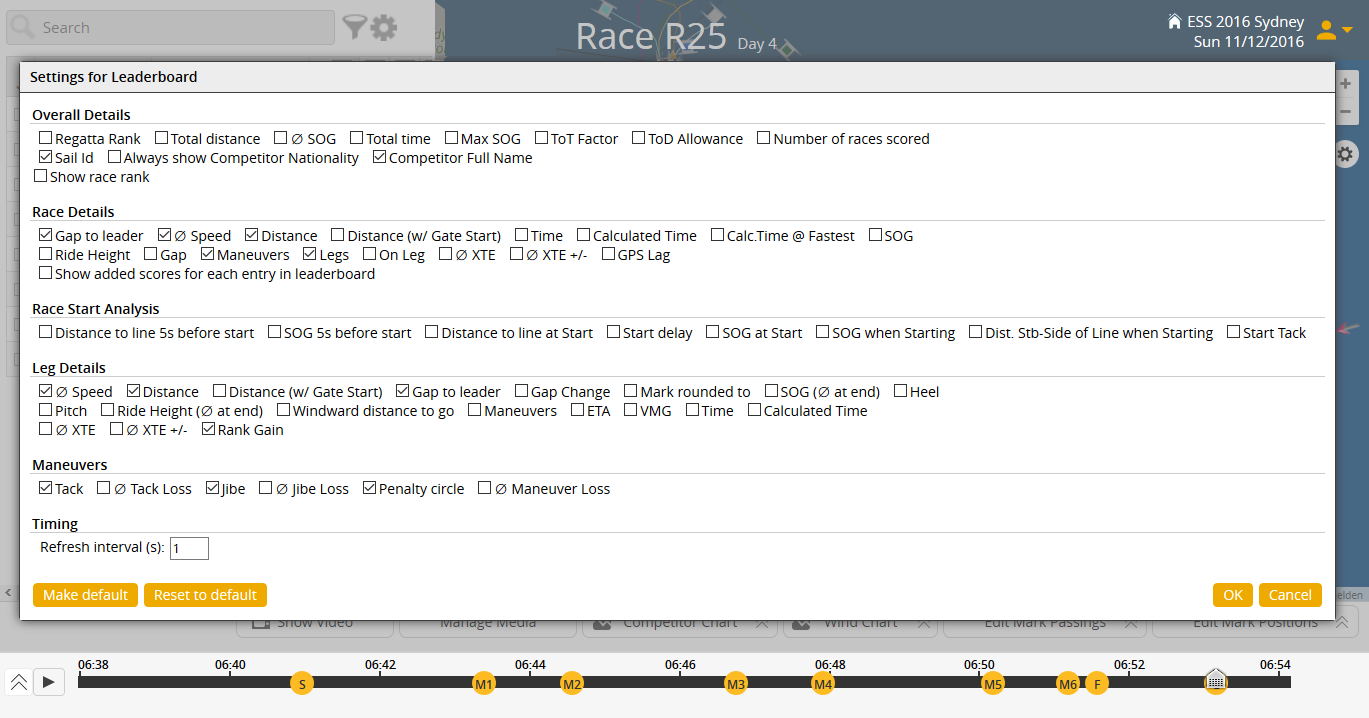 Search
Race R25 Day 4
ESS 2016 Sydney
Sun 11/12/2016
Settings for Leaderboard
Overall Details
Regatta Rank Total distance ∅ SOG Total time Max SOG ToT Factor ToD Allowance Number of races scored
Sail Id Always show Competitor Nationality Competitor Full Name
Show race rank
Race Details
Gap to leader ∅ Speed Distance Distance (w/ Gate Start) Time Calculated Time Calc.Time @ Fastest SOG
Ride Height Gap Maneuvers Legs On Leg ∅ XTE ∅ XTE +/- GPS Lag
Show added scores for each entry in leaderboard
Race Start Analysis
Distance to line 5s before start SOG 5s before start Distance to line at Start Start delay SOG at Start SOG when Starting Dist. Stb-Side of Line when Starting Start Tack
Leg Details
∅ Speed Distance Distance (w/ Gate Start) Gap to leader Gap Change Mark rounded to SOG (∅ at end) Heel
Pitch Ride Height (∅ at end) Windward distance to go Maneuvers ETA VMG Time Calculated Time
∅ XTE ∅ XTE +/- Rank Gain
Maneuvers
Tack ∅ Tack Loss Jibe ∅ Jibe Loss Penalty circle ∅ Maneuver Loss
Timing
Refresh interval (s): 1
Make default Reset to default OK Cancel
Show Video Manage Media Competitor Chart Wind Chart Edit Mark Passings Edit Mark Positions
06:38 06:40 06:42 06:44 06:46 06:48 06:50 06:52 06:54
S M1 M2 M3 M4 M5 M6 F